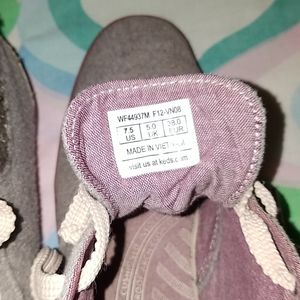 WF44937M F12-VN08
7.5 5.0 38.0
US UK EUR
MADE IN VIETNAM
visit us at keds.com